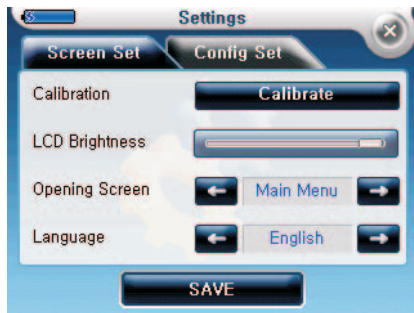 Settings
Screen Set Config Set
Calibration Calibrate
LCD Brightness
Opening Screen Main Menu
Language English
SAVE